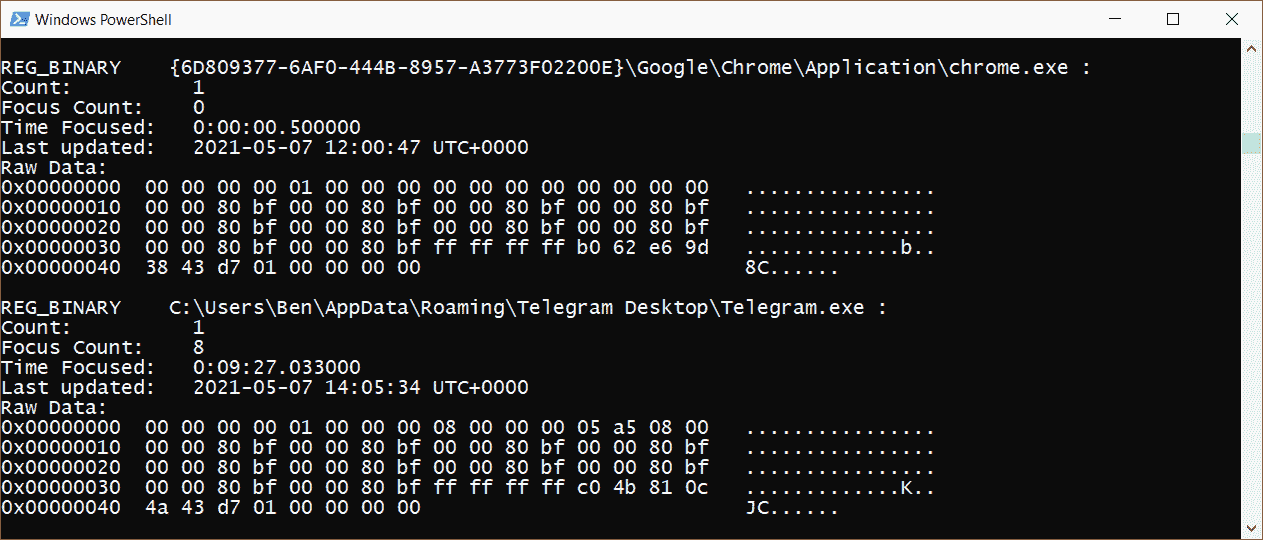 Windows PowerShell
REG_BINARY    {6D809377-6AF0-444B-8957-A3773F02200E}\Google\Chrome\Application\chrome.exe :
Count:          1
Focus Count:    0
Time Focused:   0:00:00.500000
Last updated:   2021-05-07 12:00:47 UTC+0000
Raw Data:
0x00000000  00 00 00 00 01 00 00 00 00 00 00 00 00 00 00 00   ................
0x00000010  00 00 80 bf 00 00 80 bf 00 00 80 bf 00 00 80 bf   ................
0x00000020  00 00 80 bf 00 00 80 bf 00 00 80 bf 00 00 80 bf   ................
0x00000030  00 00 80 bf 00 00 80 bf ff ff ff ff b0 62 e6 9d   .............b..
0x00000040  38 43 d7 01 00 00 00 00                           8C......
REG_BINARY    C:\Users\Ben\AppData\Roaming\Telegram Desktop\Telegram.exe :
Count:          1
Focus Count:    8
Time Focused:   0:09:27.033000
Last updated:   2021-05-07 14:05:34 UTC+0000
Raw Data:
0x00000000  00 00 00 00 01 00 00 00 08 00 00 00 05 a5 08 00   ................
0x00000010  00 00 80 bf 00 00 80 bf 00 00 80 bf 00 00 80 bf   ................
0x00000020  00 00 80 bf 00 00 80 bf 00 00 80 bf 00 00 80 bf   ................
0x00000030  00 00 80 bf 00 00 80 bf ff ff ff ff c0 4b 81 0c   .............K..
0x00000040  4a 43 d7 01 00 00 00 00                           JC......